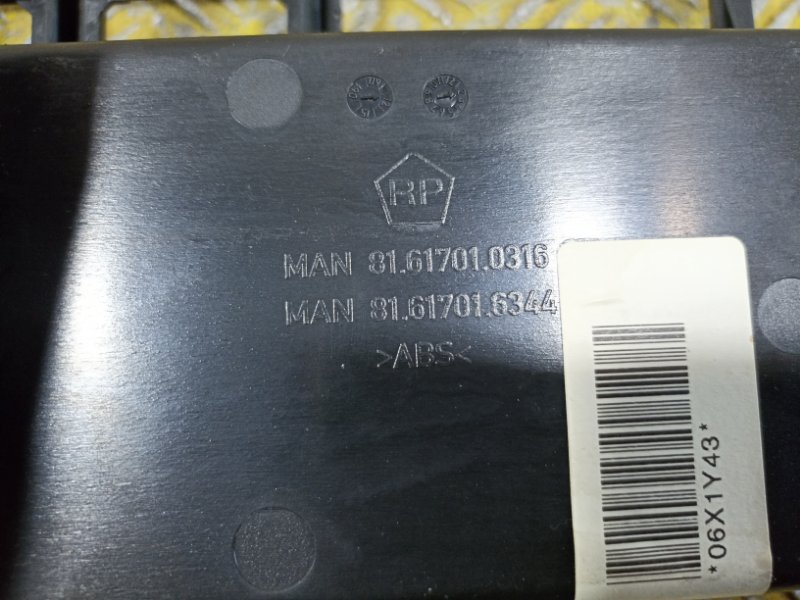 RP
MAN 81.61701.0316
MAN 81.61701.6344
>ABS<
*06X1Y43*